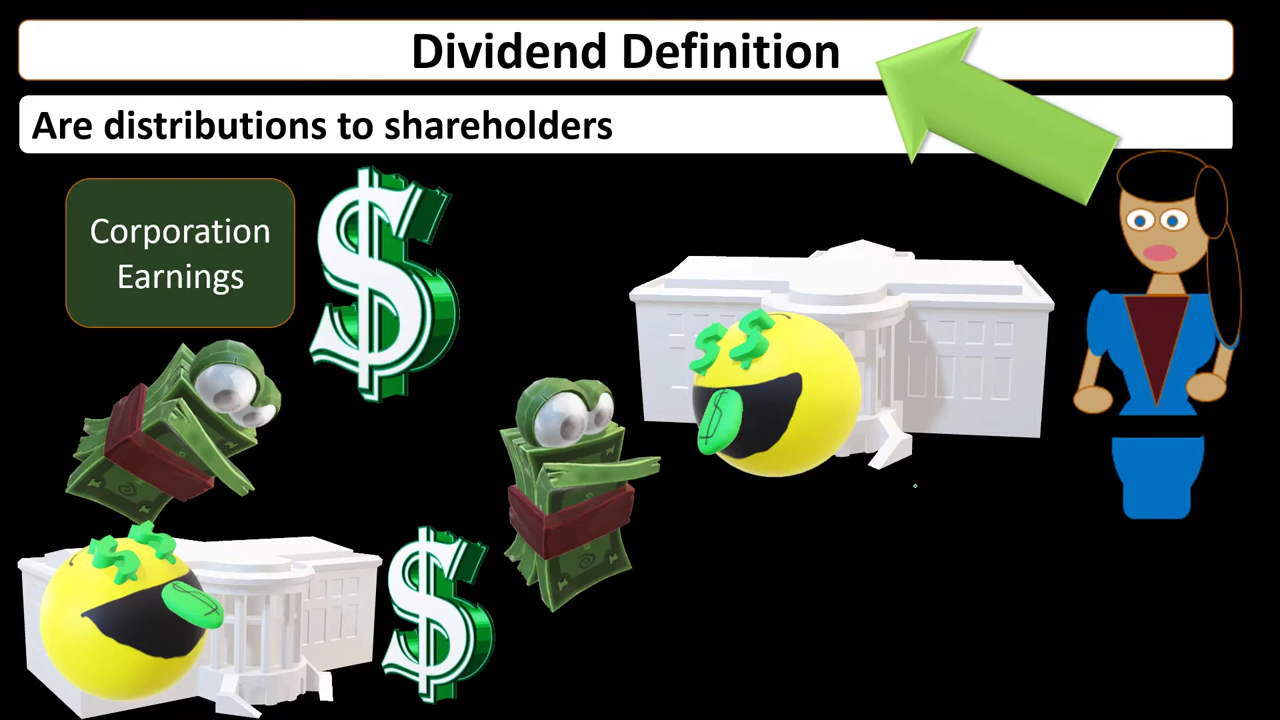 Dividend Definition
Are distributions to shareholders
Corporation
Earnings
$
$